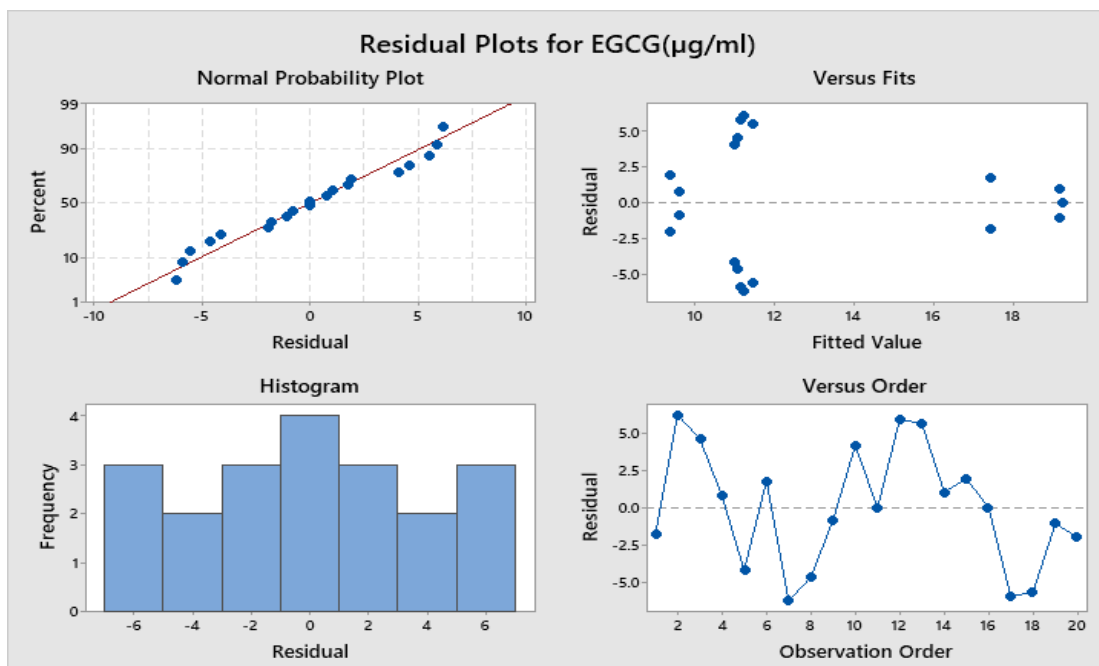 Residual Plots for EGCG(µg/ml)
Normal Probability Plot
99
90
50
10
1
Percent
-10 -5 0 5 10
Residual
Versus Fits
5.0
2.5
0.0
-2.5
-5.0
Residual
10 12 14 16 18
Fitted Value
Histogram
4
3
2
1
0
Frequency
-6 -4 -2 0 2 4 6
Residual
Versus Order
5.0
2.5
0.0
-2.5
-5.0
Residual
2 4 6 8 10 12 14 16 18 20
Observation Order